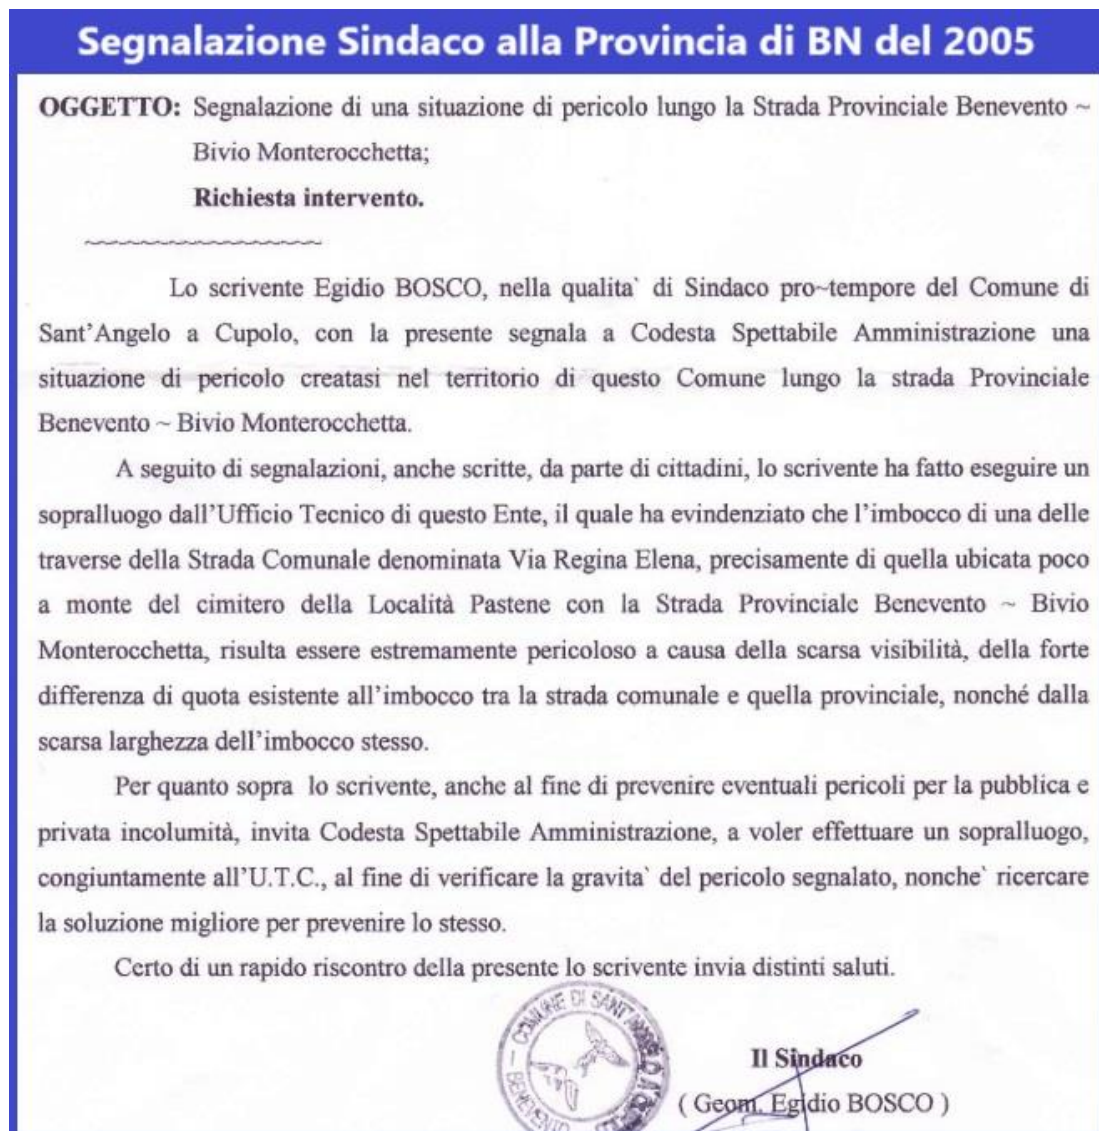 Segnalazione Sindaco alla Provincia di BN del 2005
OGGETTO: Segnalazione di una situazione di pericolo lungo la Strada Provinciale Benevento ~
Bivio Monterocchetta;
Richiesta intervento.
~~~~~~~~~~~~~~~~~~
Lo scrivente Egidio BOSCO, nella qualita` di Sindaco pro~tempore del Comune di
Sant'Angelo a Cupolo, con la presente segnala a Codesta Spettabile Amministrazione una
situazione di pericolo creatasi nel territorio di questo Comune lungo la strada Provinciale
Benevento ~ Bivio Monterocchetta.
A seguito di segnalazioni, anche scritte, da parte di cittadini, lo scrivente ha fatto eseguire un
sopralluogo dall'Ufficio Tecnico di questo Ente, il quale ha evindenziato che l'imbocco di una delle
traverse della Strada Comunale denominata Via Regina Elena, precisamente di quella ubicata poco
a monte del cimitero della Località Pastene con la Strada Provinciale Benevento ~ Bivio
Monterocchetta, risulta essere estremamente pericoloso a causa della scarsa visibilità, della forte
differenza di quota esistente all'imbocco tra la strada comunale e quella provinciale, nonché dalla
scarsa larghezza dell'imbocco stesso.
Per quanto sopra lo scrivente, anche al fine di prevenire eventuali pericoli per la pubblica e
privata incolumità, invita Codesta Spettabile Amministrazione, a voler effettuare un sopralluogo,
congiuntamente all'U.T.C., al fine di verificare la gravita` del pericolo segnalato, nonche` ricercare
la soluzione migliore per prevenire lo stesso.
Certo di un rapido riscontro della presente lo scrivente invia distinti saluti.
COMUNE DI SANT'
BENEVENTO
Il Sindaco
( Geom. Egidio BOSCO )